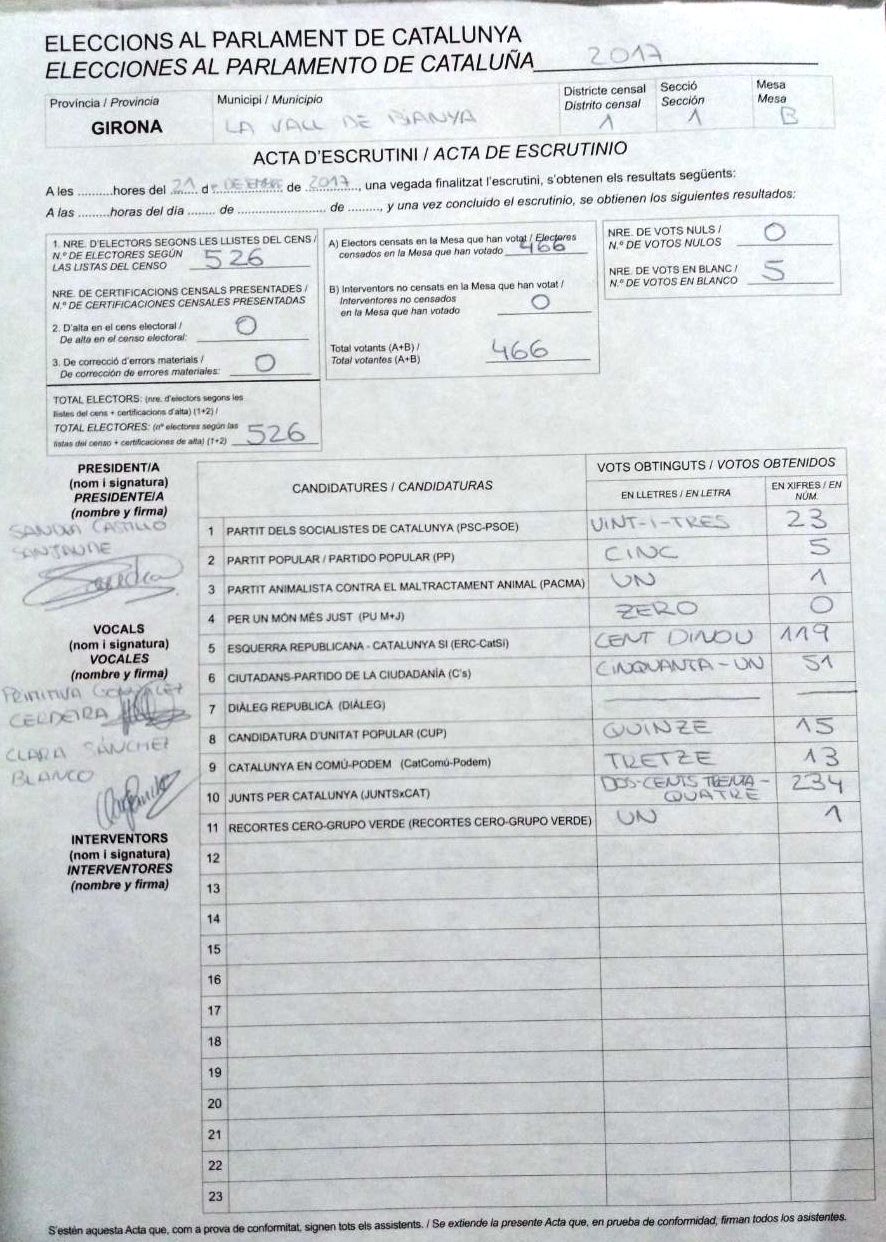 ELECCIONS AL PARLAMENT DE CATALUNYA
ELECCIONES AL PARLAMENTO DE CATALUÑA 2017
Província / Provincia
GIRONA
Municipi / Municipio
LA VALL DE BIANYA
Districte censal
Distrito censal
1
Secció
Sección
1
Mesa
Mesa
B
ACTA D'ESCRUTINI / ACTA DE ESCRUTINIO
A les .........hores del 21 de DESEMBRE de 2017, una vegada finalitzat l'escrutini, s'obtenen els resultats següents:
A las .........horas del día ........ de .......................... de ........., y una vez concluido el escrutinio, se obtienen los siguientes resultados:
1. NRE. D'ELECTORS SEGONS LES LLISTES DEL CENS /
N.º DE ELECTORES SEGÚN
LAS LISTAS DEL CENSO 526
NRE. DE CERTIFICACIONS CENSALS PRESENTADES /
N.º DE CERTIFICACIONES CENSALES PRESENTADAS
2. D'alta en el cens electoral /
De alta en el censo electoral: 0
3. De correcció d'errors materials /
De corrección de errores materiales: 0
TOTAL ELECTORS: (nre. d'electors segons les
llistes del cens + certificacions d'alta) (1+2) /
TOTAL ELECTORES: (nº electores según las
listas del censo + certificaciones de alta) (1+2) 526
A) Electors censats en la Mesa que han votat / Electores
censados en la Mesa que han votado 466
B) Interventors no censats en la Mesa que han votat /
Interventores no censados
en la Mesa que han votado 0
Total votants (A+B) /
Total votantes (A+B) 466
NRE. DE VOTS NULS /
N.º DE VOTOS NULOS 0
NRE. DE VOTS EN BLANC /
N.º DE VOTOS EN BLANCO 5
PRESIDENT/A
(nom i signatura)
PRESIDENTE/A
(nombre y firma)
SANDRA CASTILLO
SANTAUME
VOCALS
(nom i signatura)
VOCALES
(nombre y firma)
PRIMITIVA GONZALEZ
CERDEIRA
CLARA SÁNCHEZ
BLANCO
INTERVENTORS
(nom i signatura)
INTERVENTORES
(nombre y firma)
CANDIDATURES / CANDIDATURAS
VOTS OBTINGUTS / VOTOS OBTENIDOS
EN LLETRES / EN LETRA
EN XIFRES / EN NÚM.
1 PARTIT DELS SOCIALISTES DE CATALUNYA (PSC-PSOE) VINT-I-TRES 23
2 PARTIT POPULAR / PARTIDO POPULAR (PP) CINC 5
3 PARTIT ANIMALISTA CONTRA EL MALTRACTAMENT ANIMAL (PACMA) UN 1
4 PER UN MÓN MÉS JUST (PU M+J) ZERO 0
5 ESQUERRA REPUBLICANA - CATALUNYA SI (ERC-CatSí) CENT DINOU 119
6 CIUTADANS-PARTIDO DE LA CIUDADANÍA (C's) CINQUANTA-UN 51
7 DIÀLEG REPUBLICÀ (DIÀLEG)
8 CANDIDATURA D'UNITAT POPULAR (CUP) QUINZE 15
9 CATALUNYA EN COMÚ-PODEM (CatComú-Podem) TRETZE 13
10 JUNTS PER CATALUNYA (JUNTSxCAT) DOS-CENTS TRENTA-QUATRE 234
11 RECORTES CERO-GRUPO VERDE (RECORTES CERO-GRUPO VERDE) UN 1
12
13
14
15
16
17
18
19
20
21
22
23
S'estén aquesta Acta que, com a prova de conformitat, signen tots els assistents. / Se extiende la presente Acta que, en prueba de conformidad, firman todos los asistentes.